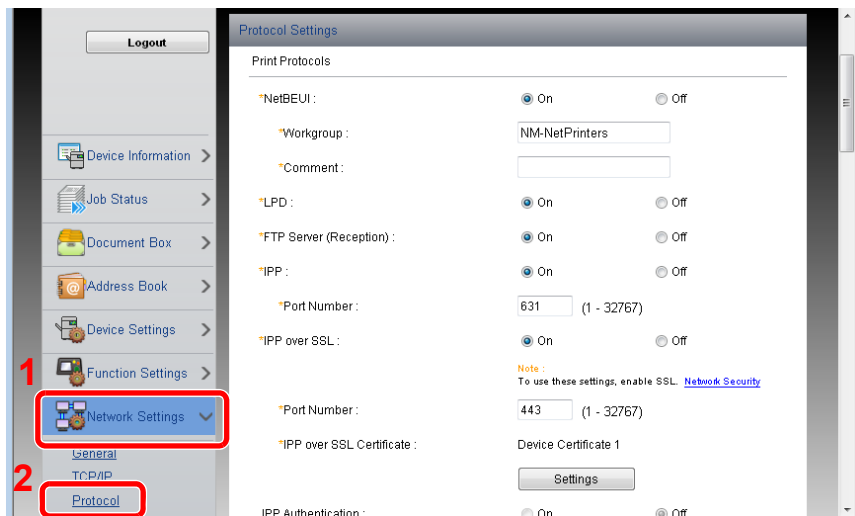 Logout
Device Information
Job Status
Document Box
Address Book
Device Settings
Function Settings
1
Network Settings
General
TCP/IP
2
Protocol
Protocol Settings
Print Protocols
*NetBEUI : On Off
*Workgroup : NM-NetPrinters
*Comment :
*LPD : On Off
*FTP Server (Reception) : On Off
*IPP : On Off
*Port Number : 631 (1 - 32767)
*IPP over SSL : On Off
Note :
To use these settings, enable SSL. Network Security
*Port Number : 443 (1 - 32767)
*IPP over SSL Certificate : Device Certificate 1
Settings
IPP Authentication : On Off